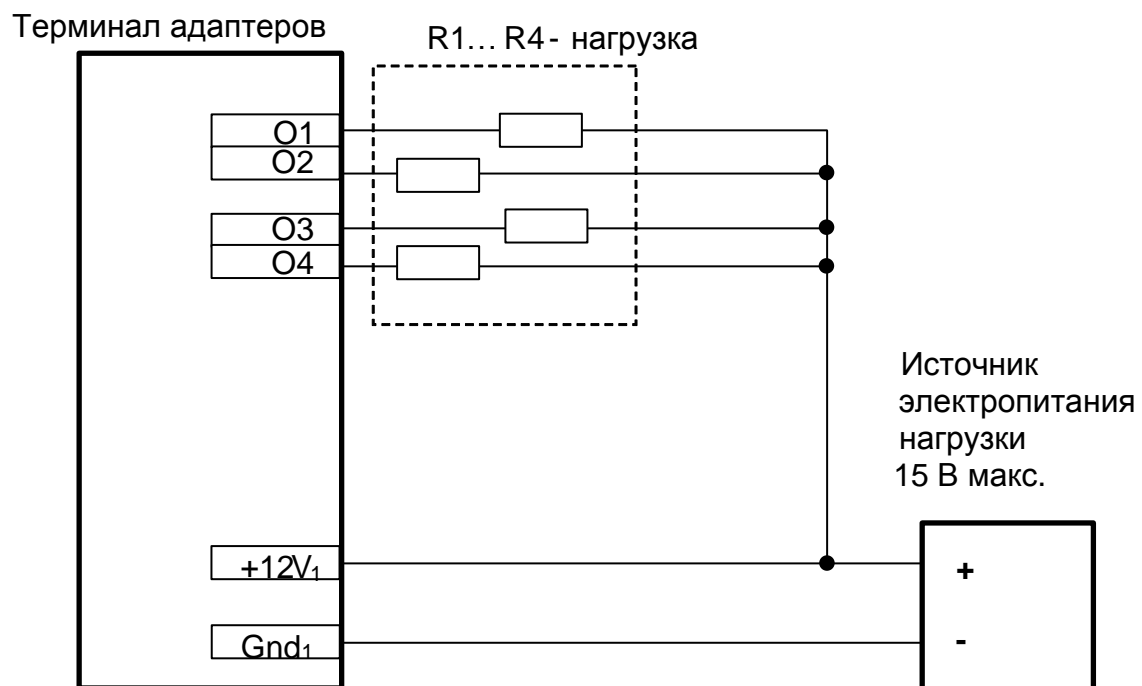 Терминал адаптеров
R1... R4 - нагрузка
O1
O2
O3
O4
Источник
электропитания
нагрузки
15 В макс.
+12V₁
+
Gnd₁
-